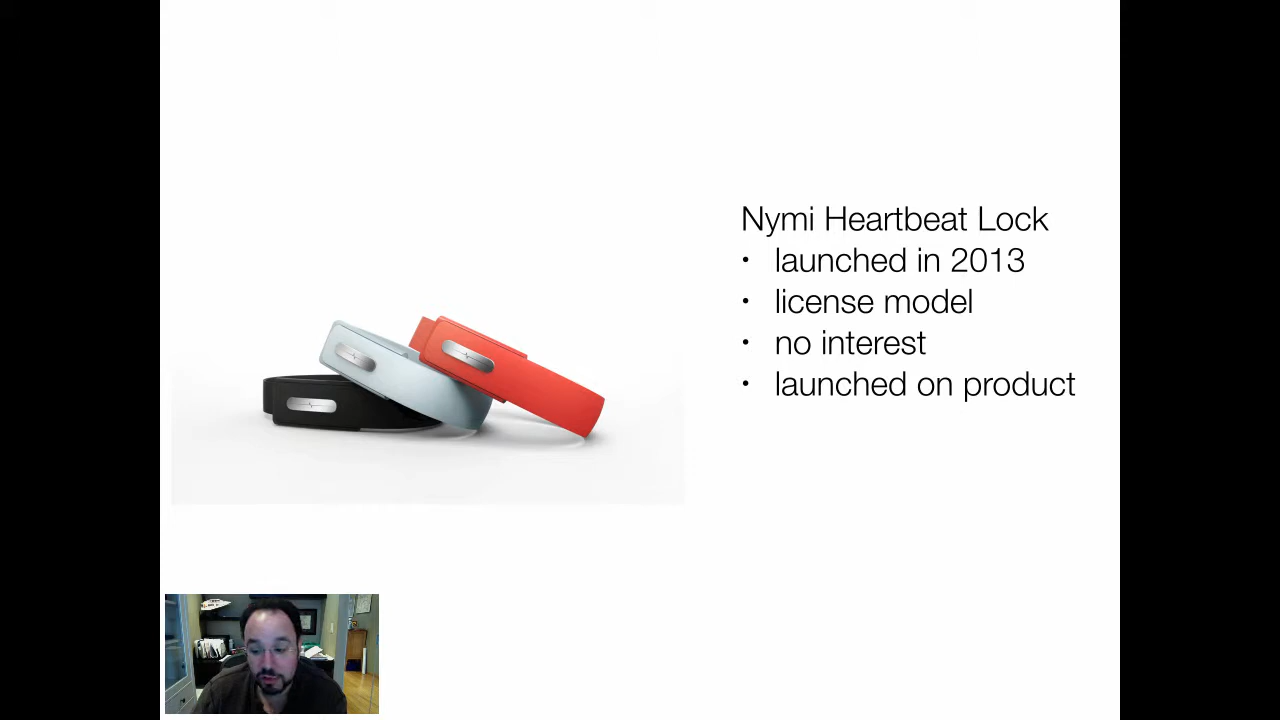 Nymi Heartbeat Lock
• launched in 2013
• license model
• no interest
• launched on product